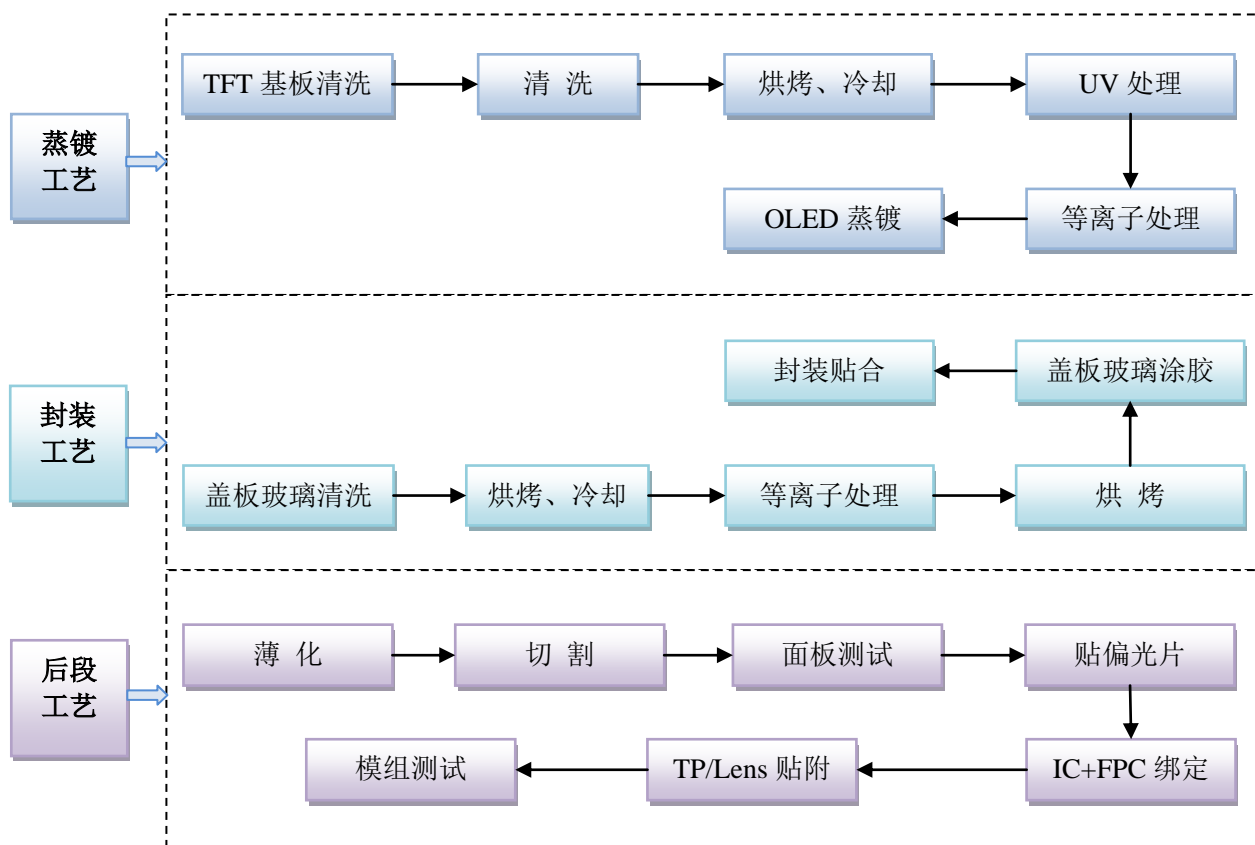 TFT 基板清洗
清 洗
烘烤、冷却
UV 处理
蒸镀
工艺
OLED 蒸镀
等离子处理
封装贴合
盖板玻璃涂胶
封装
工艺
盖板玻璃清洗
烘烤、冷却
等离子处理
烘 烤
薄 化
切 割
面板测试
贴偏光片
后段
工艺
模组测试
TP/Lens 贴附
IC+FPC 绑定